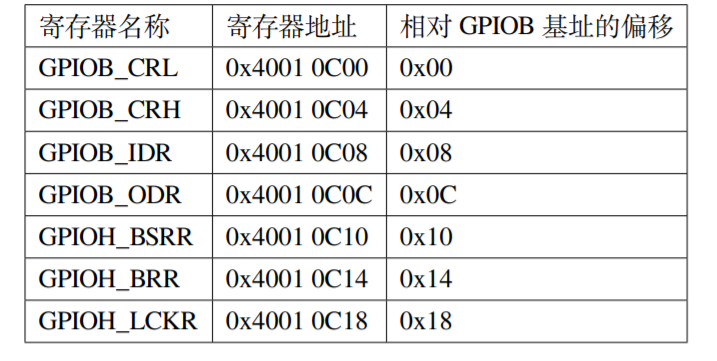 寄存器名称 寄存器地址 相对 GPIOB 基址的偏移
GPIOB_CRL 0x4001 0C00 0x00
GPIOB_CRH 0x4001 0C04 0x04
GPIOB_IDR 0x4001 0C08 0x08
GPIOB_ODR 0x4001 0C0C 0x0C
GPIOH_BSRR 0x4001 0C10 0x10
GPIOH_BRR 0x4001 0C14 0x14
GPIOH_LCKR 0x4001 0C18 0x18